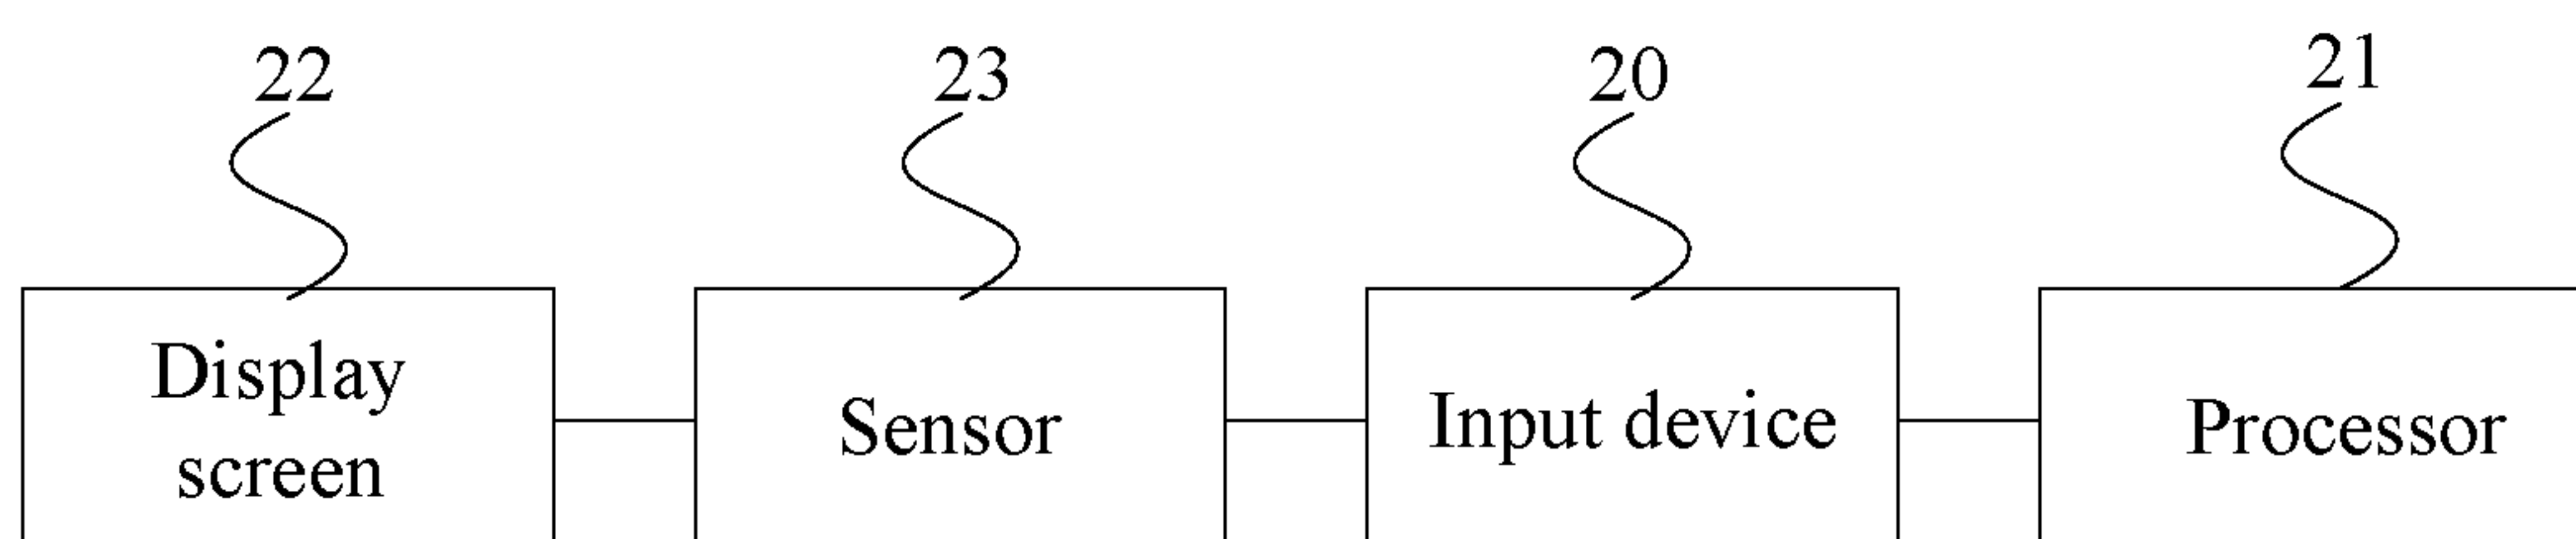 22 23 20 21
Display
screen
Sensor
Input device
Processor